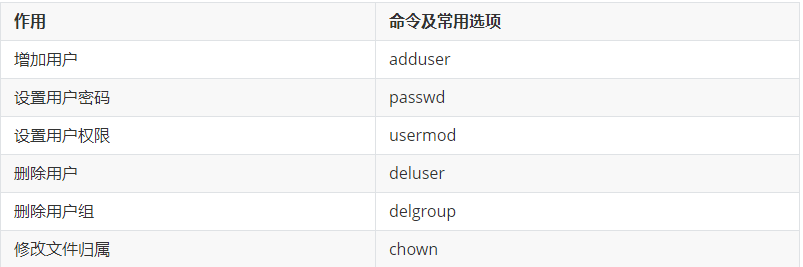 作用 命令及常用选项
增加用户 adduser
设置用户密码 passwd
设置用户权限 usermod
删除用户 deluser
删除用户组 delgroup
修改文件归属 chown